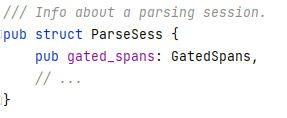 /// Info about a parsing session.
pub struct ParseSess {
    pub gated_spans: GatedSpans,
    // ...
}